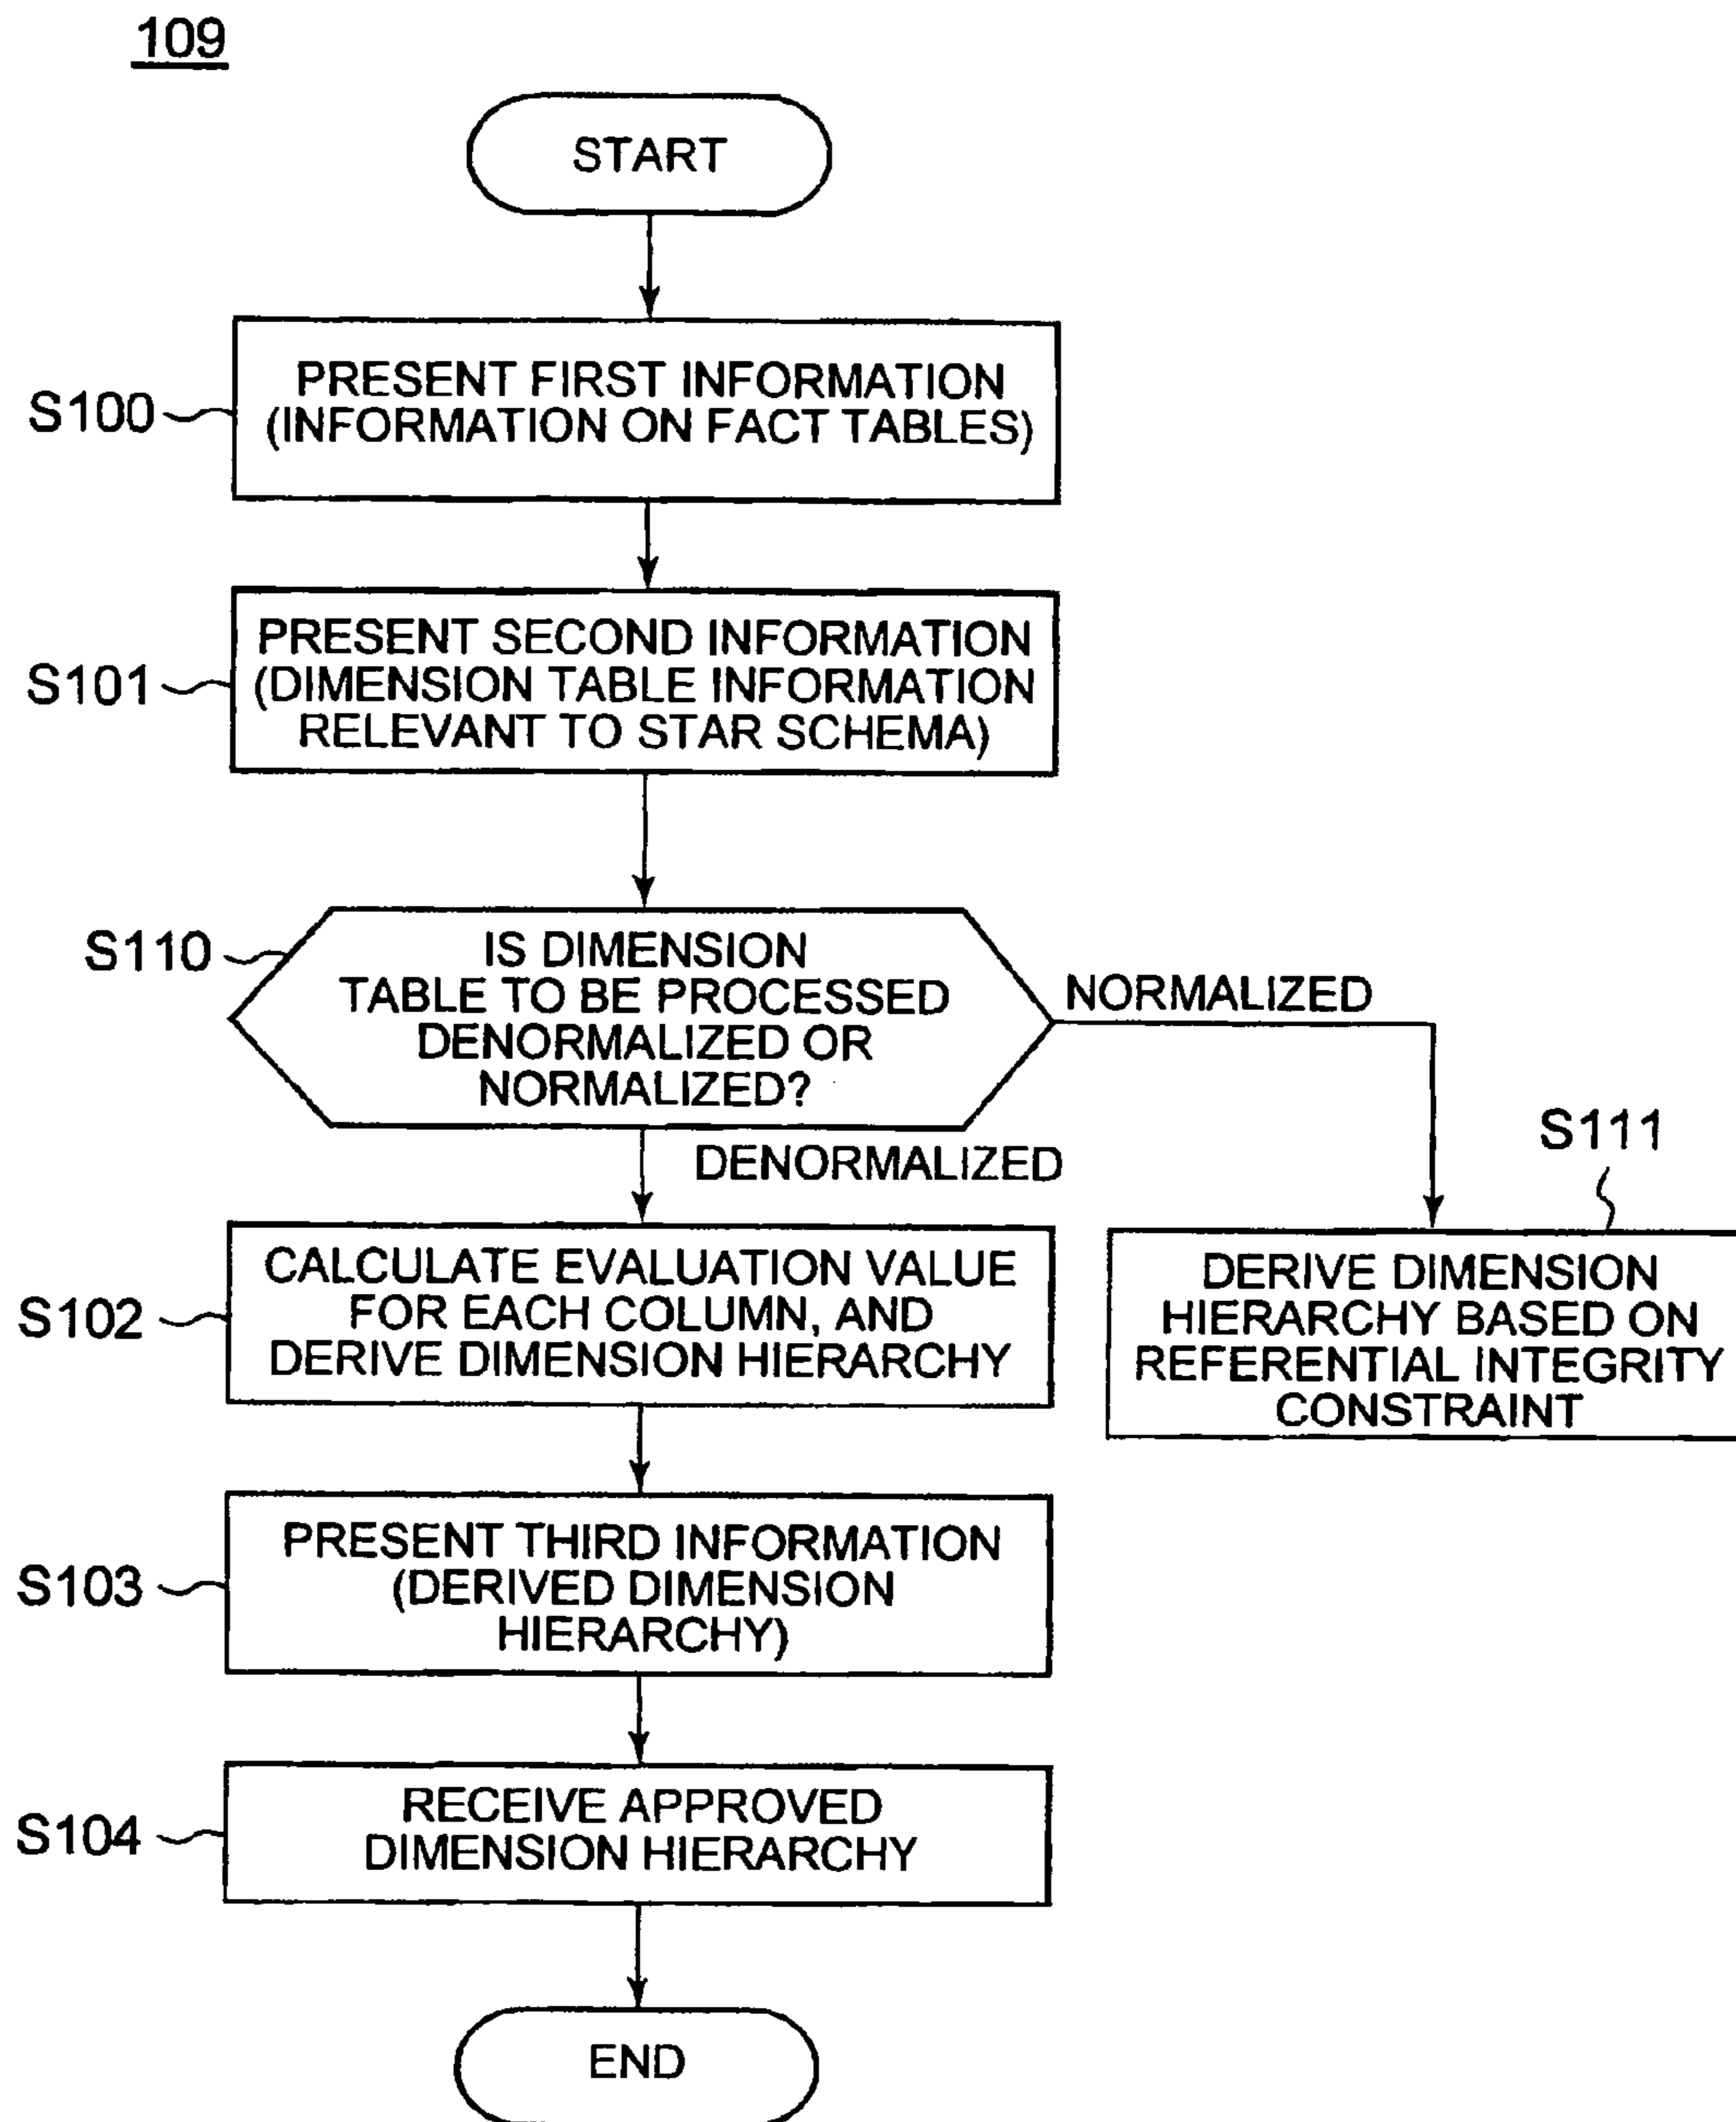 109
START
S100
PRESENT FIRST INFORMATION
(INFORMATION ON FACT TABLES)
S101
PRESENT SECOND INFORMATION
(DIMENSION TABLE INFORMATION
RELEVANT TO STAR SCHEMA)
S110
IS DIMENSION
TABLE TO BE PROCESSED
DENORMALIZED OR
NORMALIZED?
NORMALIZED
DENORMALIZED
S111
DERIVE DIMENSION
HIERARCHY BASED ON
REFERENTIAL INTEGRITY
CONSTRAINT
S102
CALCULATE EVALUATION VALUE
FOR EACH COLUMN, AND
DERIVE DIMENSION HIERARCHY
S103
PRESENT THIRD INFORMATION
(DERIVED DIMENSION
HIERARCHY)
S104
RECEIVE APPROVED
DIMENSION HIERARCHY
END